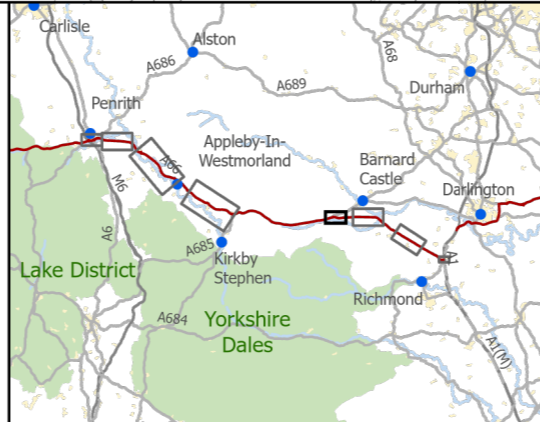 Carlisle
Alston
A686
A68
A689
Durham
Penrith
Appleby-In-
Westmorland
A66
Barnard
Castle
Darlington
M6
A6
A685
Lake District
Kirkby
Stephen
A1
Richmond
A684
Yorkshire
Dales
A1(M)